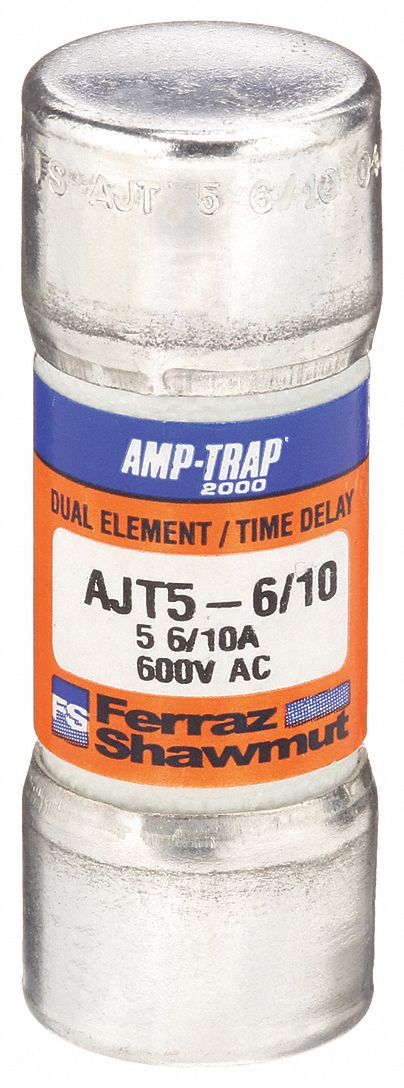 FS AJT 5 6/10 04
AMP-TRAP
2000
DUAL ELEMENT / TIME DELAY
AJT5 – 6/10
5 6/10A
600V AC
FS Ferraz
Shawmut